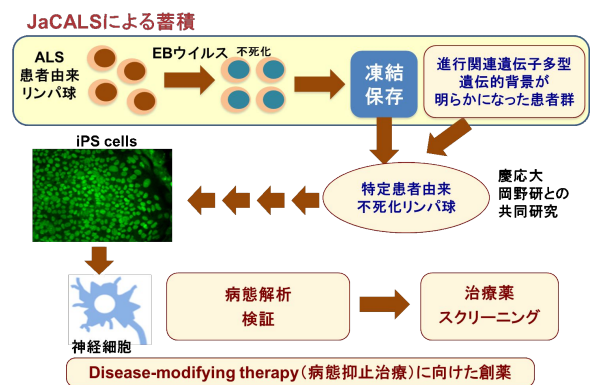 JaCALSによる蓄積
ALS
患者由来
リンパ球
EBウイルス
不死化
凍結
保存
進行関連遺伝子多型
遺伝的背景が
明らかになった患者群
iPS cells
特定患者由来
不死化リンパ球
慶応大
岡野研との
共同研究
神経細胞
病態解析
検証
治療薬
スクリーニング
Disease-modifying therapy（病態抑止治療）に向けた創薬